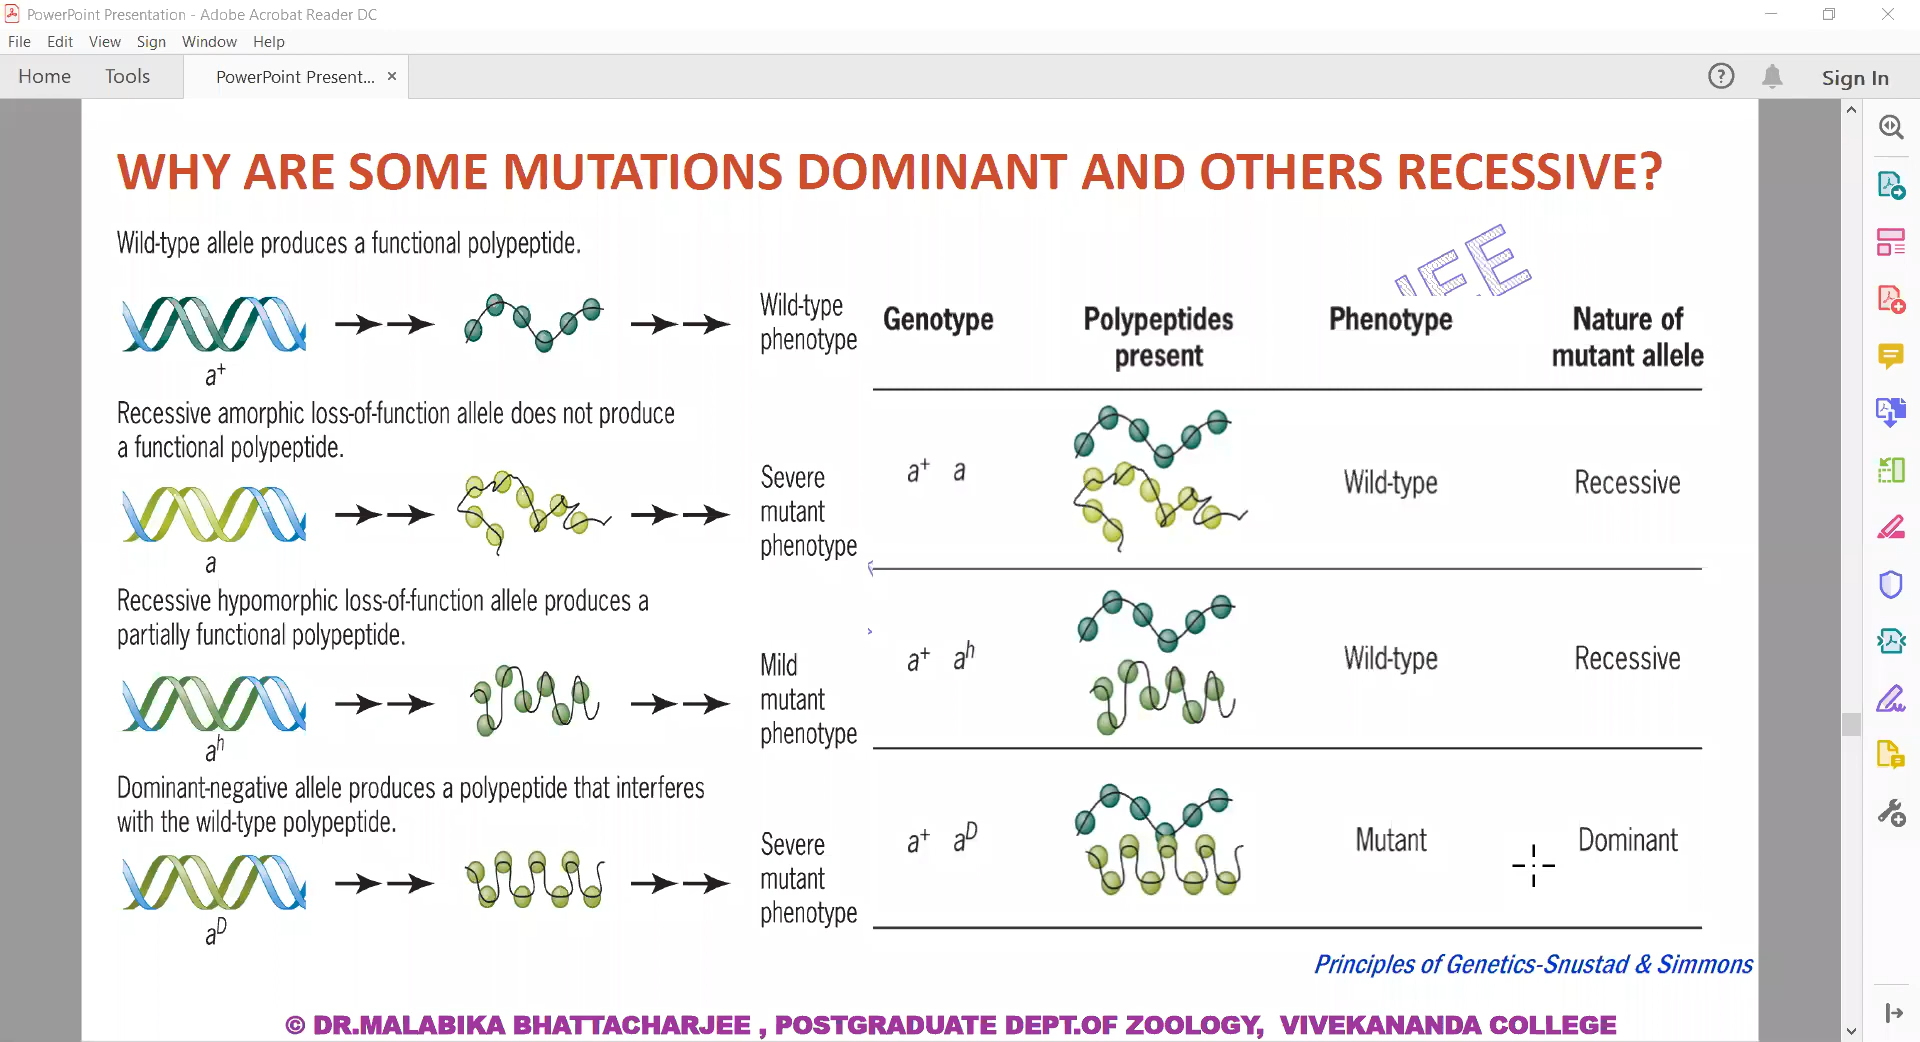 PowerPoint Presentation - Adobe Acrobat Reader DC
File Edit View Sign Window Help
Home Tools PowerPoint Present... × ? Sign In
WHY ARE SOME MUTATIONS DOMINANT AND OTHERS RECESSIVE?
Wild-type allele produces a functional polypeptide.
a+
Wild-type
phenotype
Recessive amorphic loss-of-function allele does not produce
a functional polypeptide.
a
Severe
mutant
phenotype
Recessive hypomorphic loss-of-function allele produces a
partially functional polypeptide.
a^h
Mild
mutant
phenotype
Dominant-negative allele produces a polypeptide that interferes
with the wild-type polypeptide.
a^D
Severe
mutant
phenotype
JEE
Genotype Polypeptides present Phenotype Nature of mutant allele
a+ a Wild-type Recessive
a+ a^h Wild-type Recessive
a+ a^D Mutant Dominant
Principles of Genetics-Snustad & Simmons
© DR.MALABIKA BHATTACHARJEE , POSTGRADUATE DEPT.OF ZOOLOGY, VIVEKANANDA COLLEGE